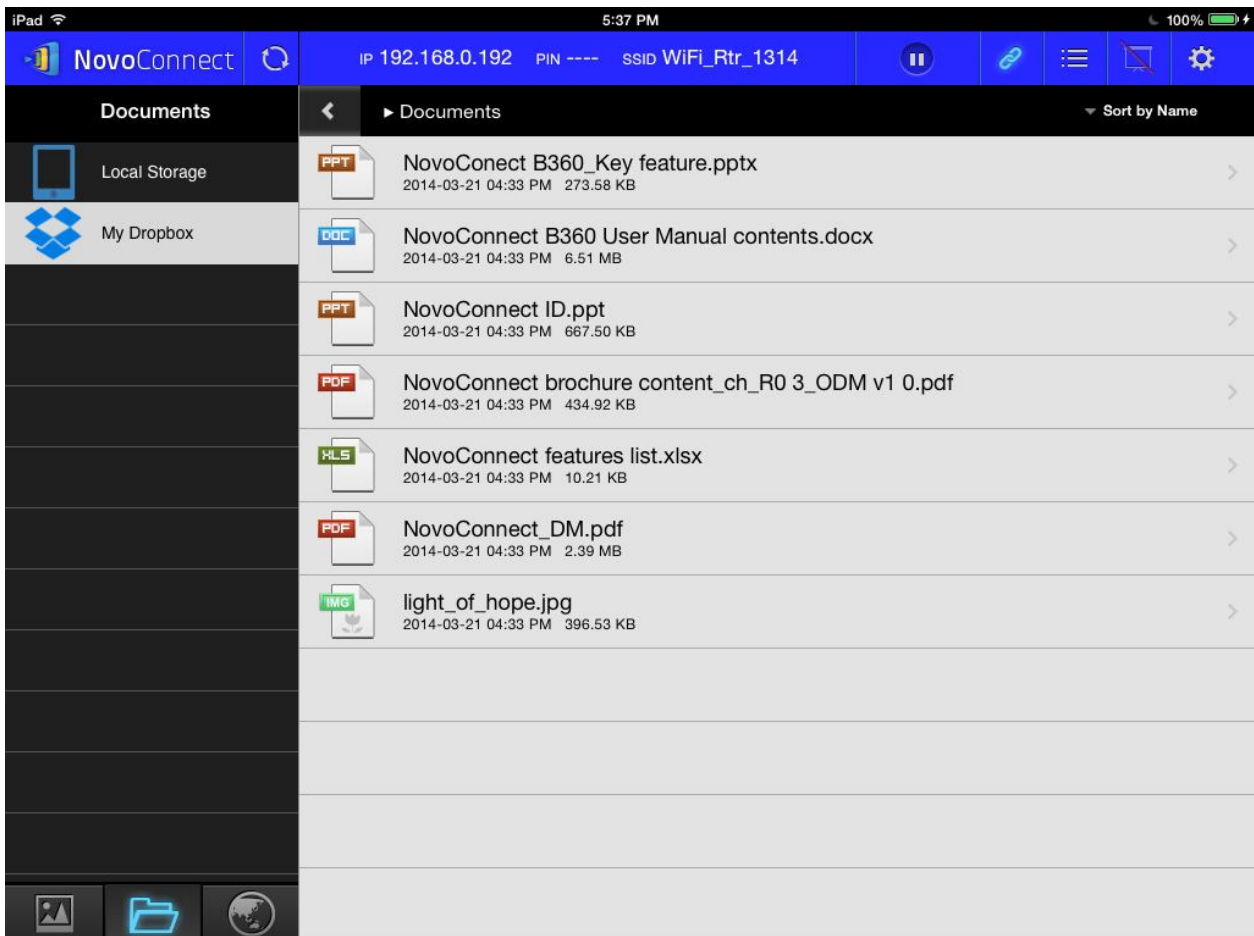 iPad 5:37 PM 100%
NovoConnect IP 192.168.0.192 PIN ---- SSID WiFi_Rtr_1314
Documents
Documents Sort by Name
Local Storage
My Dropbox
PPT NovoConect B360_Key feature.pptx
2014-03-21 04:33 PM 273.58 KB
DOC NovoConnect B360 User Manual contents.docx
2014-03-21 04:33 PM 6.51 MB
PPT NovoConnect ID.ppt
2014-03-21 04:33 PM 667.50 KB
PDF NovoConnect brochure content_ch_R0 3_ODM v1 0.pdf
2014-03-21 04:33 PM 434.92 KB
XLS NovoConnect features list.xlsx
2014-03-21 04:33 PM 10.21 KB
PDF NovoConnect_DM.pdf
2014-03-21 04:33 PM 2.39 MB
IMG light_of_hope.jpg
2014-03-21 04:33 PM 396.53 KB